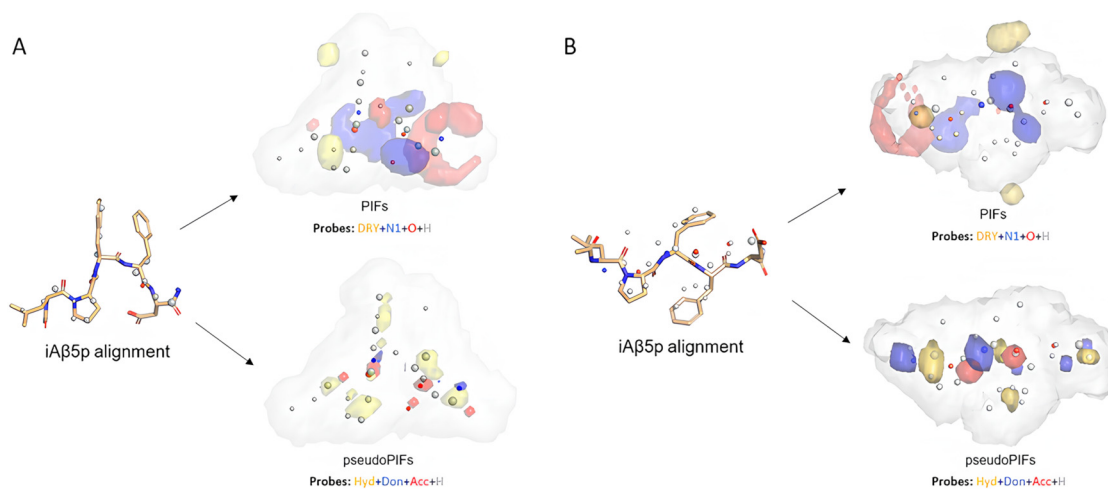 A
PIFs
Probes: DRY+N1+O+H
iAβ5p alignment
pseudoPIFs
Probes: Hyd+Don+Acc+H
B
PIFs
Probes: DRY+N1+O+H
iAβ5p alignment
pseudoPIFs
Probes: Hyd+Don+Acc+H